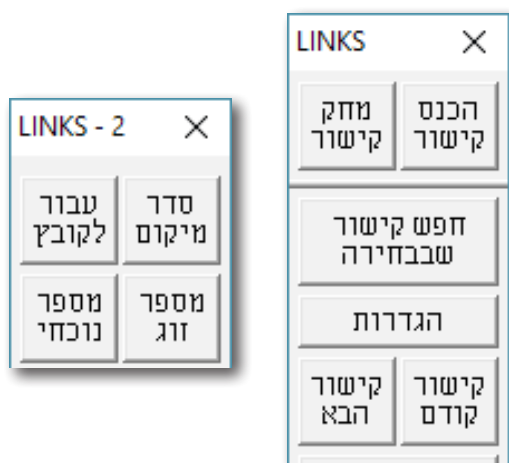 LINKS
הכנס
קישור
מחק
קישור
חפש קישור
שבבחירה
הגדרות
קישור
קודם
קישור
הבא
LINKS - 2
סדר
מיקום
עבור
לקובץ
מספר
זוג
מספר
נוכחי